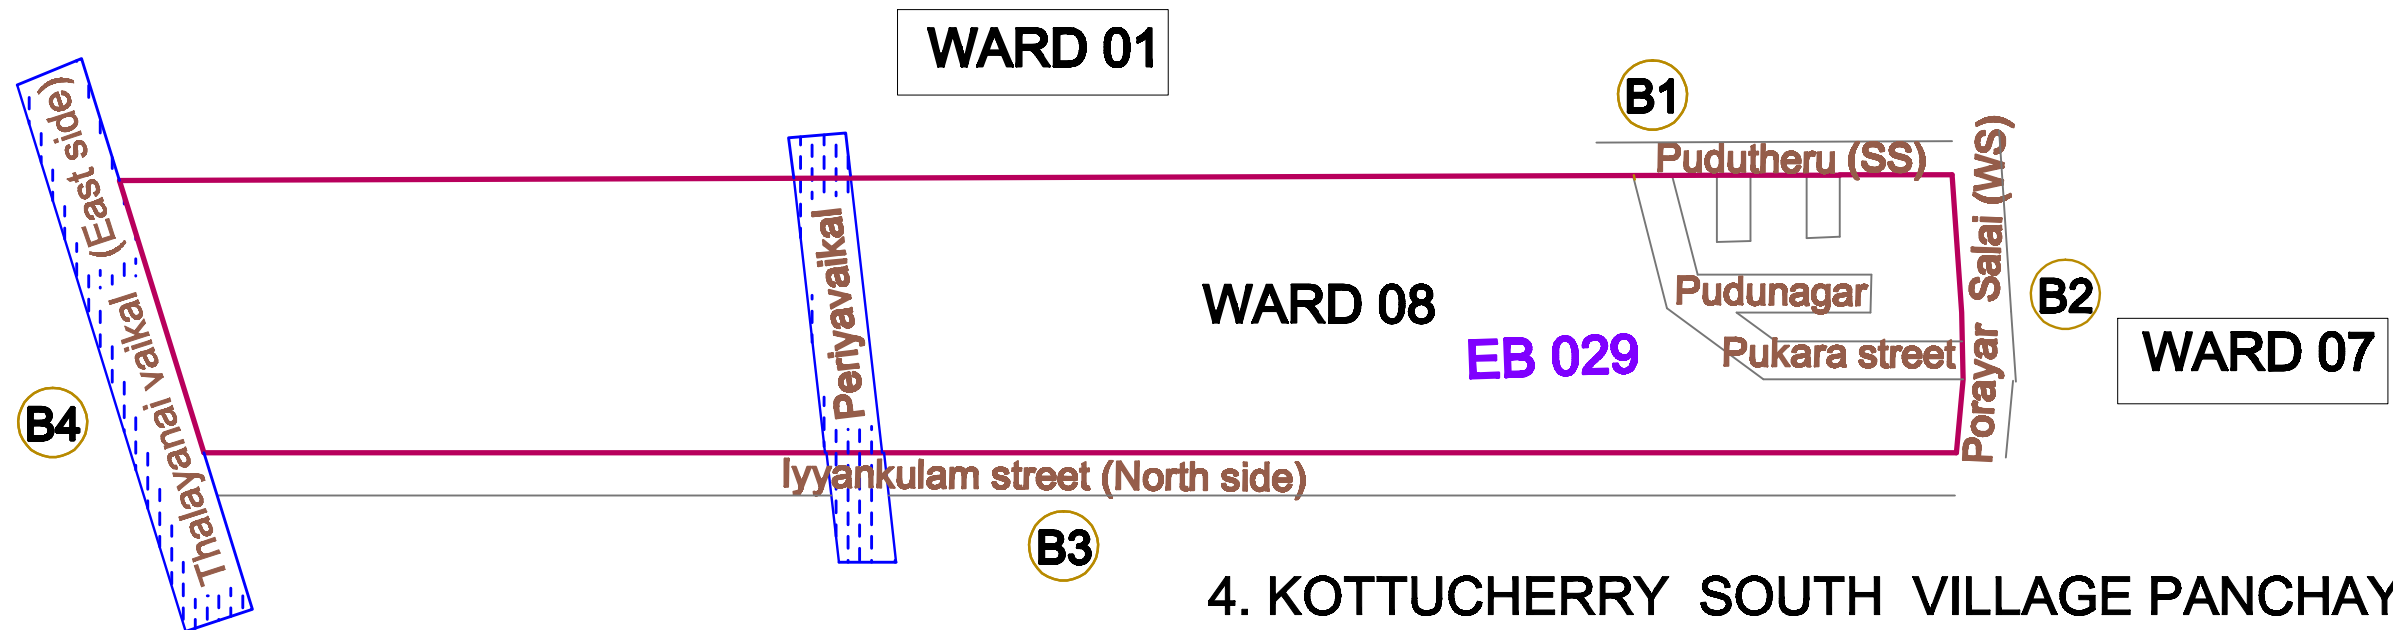 WARD 01
B1
Pudutheru (SS)
Porayar Salai (WS)
Thalayanai vaikal (East side)
Periyavaikal
WARD 08
EB 029
Pudunagar
Pukara street
B2
WARD 07
B4
Iyyankulam street (North side)
B3
4. KOTTUCHERRY SOUTH VILLAGE PANCHAY